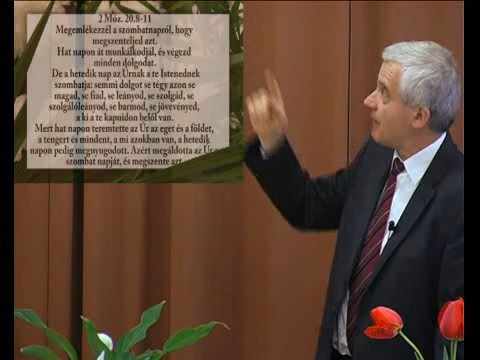 2 Móz. 20.8-11
Megemlékezzél a szombatnapról, hogy
megszenteljed azt.
Hat napon át munkálkodjál, és végezd
minden dolgodat.
De a hetedik nap az Úrnak a te Istenednek
szombatja: semmi dolgot se tégy azon se
magad, se fiad, se leányod, se szolgád, se
szolgálóleányod, se barmod, se jövevényed,
a ki a te kapuidon belől van.
Mert hat napon teremtette az Úr az eget és a földet,
a tengert és mindent, a mi azokban van, a hetedik
napon pedig megnyugodott. Azért megáldotta az Úr a
szombat napját, és megszente azt.